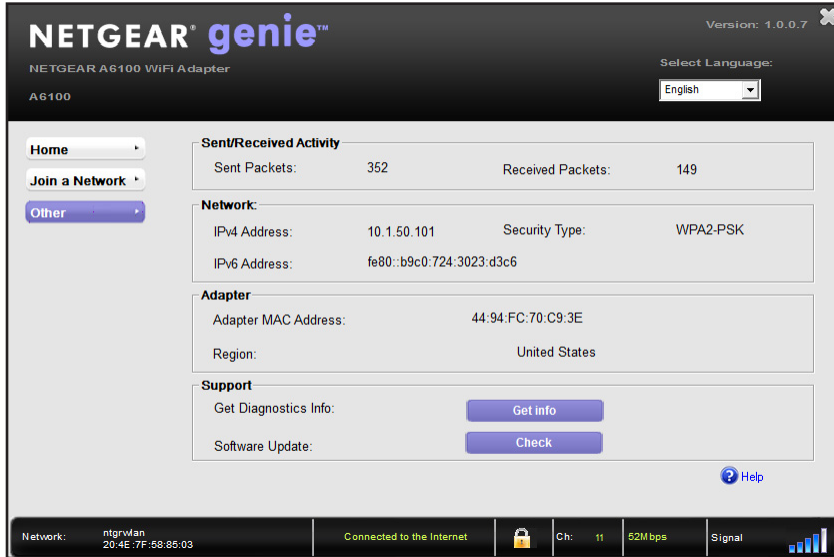 NETGEAR® genie™
Version: 1.0.0.7
NETGEAR A6100 WiFi Adapter
Select Language:
A6100
English
Home
Join a Network
Other
Sent/Received Activity
Sent Packets: 352 Received Packets: 149
Network:
IPv4 Address: 10.1.50.101 Security Type: WPA2-PSK
IPv6 Address: fe80::b9c0:724:3023:d3c6
Adapter
Adapter MAC Address: 44:94:FC:70:C9:3E
Region: United States
Support
Get Diagnostics Info: Get info
Software Update: Check
? Help
Network: ntgrwlan
20:4E:7F:58:85:03
Connected to the Internet
Ch: 11
52Mbps
Signal